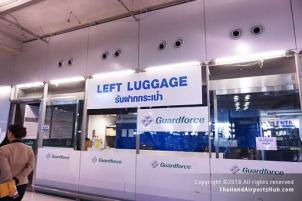 LEFT LUGGAGE
รับฝากกระเป๋า
Guardforce
Guardforce
Guardforce
Guardforce
Copyright©2018 All rights reserved
ThailandAirportsHub.com